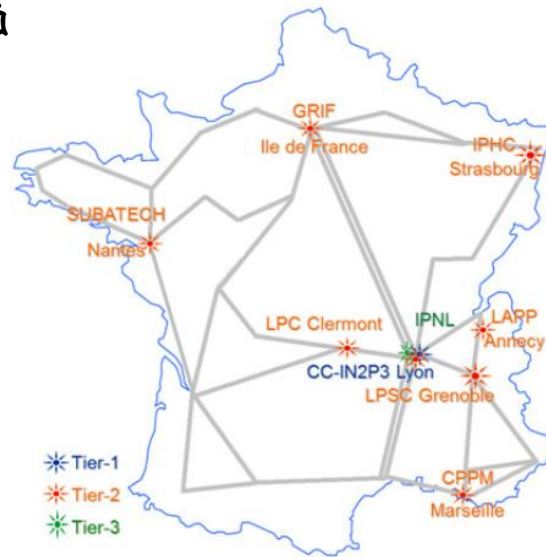 GRIF
Ile de France
IPHC
Strasbourg
SUBATECH
Nantes
LPC Clermont
IPNL
LAPP
Annecy
CC-IN2P3 Lyon
LPSC Grenoble
CPPM
Marseille
Tier-1
Tier-2
Tier-3